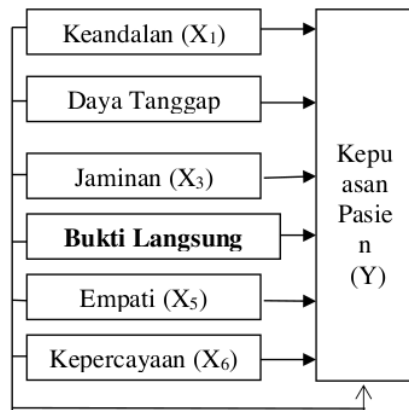 Keandalan (X1)
Daya Tanggap
Jaminan (X3)
Bukti Langsung
Empati (X5)
Kepercayaan (X6)
Kepu
asan
Pasie
n
(Y)